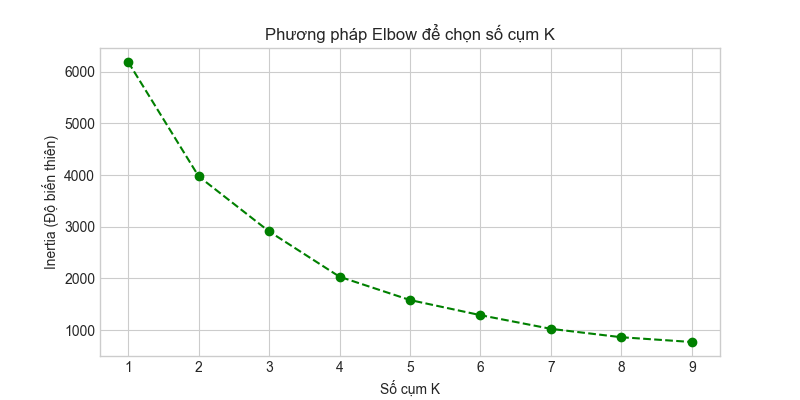 Phương pháp Elbow để chọn số cụm K
6000
5000
4000
3000
2000
1000
Inertia (Độ biến thiên)
1 2 3 4 5 6 7 8 9
Số cụm K